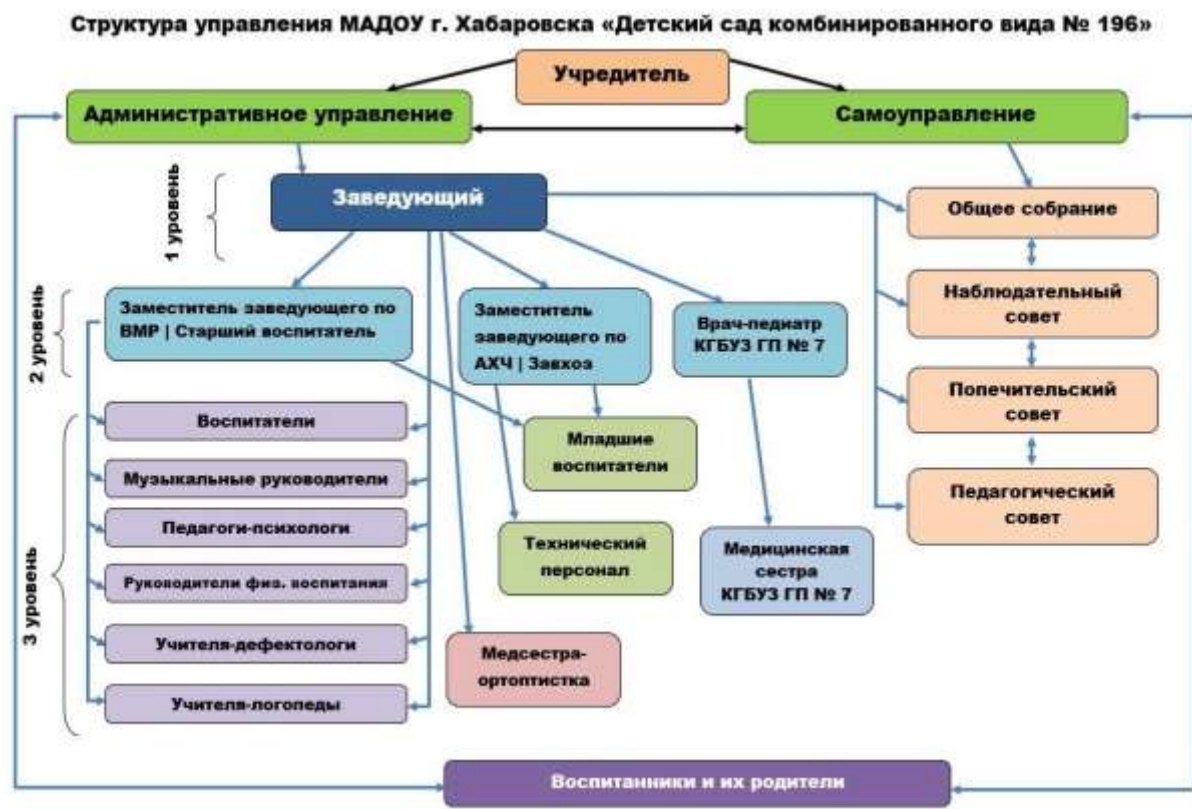 Структура управления МАДОУ г. Хабаровска «Детский сад комбинированного вида № 196»
Учредитель
Административное управление
Самоуправление
1 уровень
Заведующий
Общее собрание
2 уровень
Заместитель заведующего по
ВМР | Старший воспитатель
Заместитель
заведующего по
АХЧ | Завхоз
Врач-педиатр
КГБУЗ ГП № 7
Наблюдательный
совет
Попечительский
совет
Педагогический
совет
3 уровень
Воспитатели
Музыкальные руководители
Педагоги-психологи
Руководители физ. воспитания
Учителя-дефектологи
Учителя-логопеды
Младшие
воспитатели
Технический
персонал
Медицинская
сестра
КГБУЗ ГП № 7
Медсестра-
ортоптистка
Воспитанники и их родители